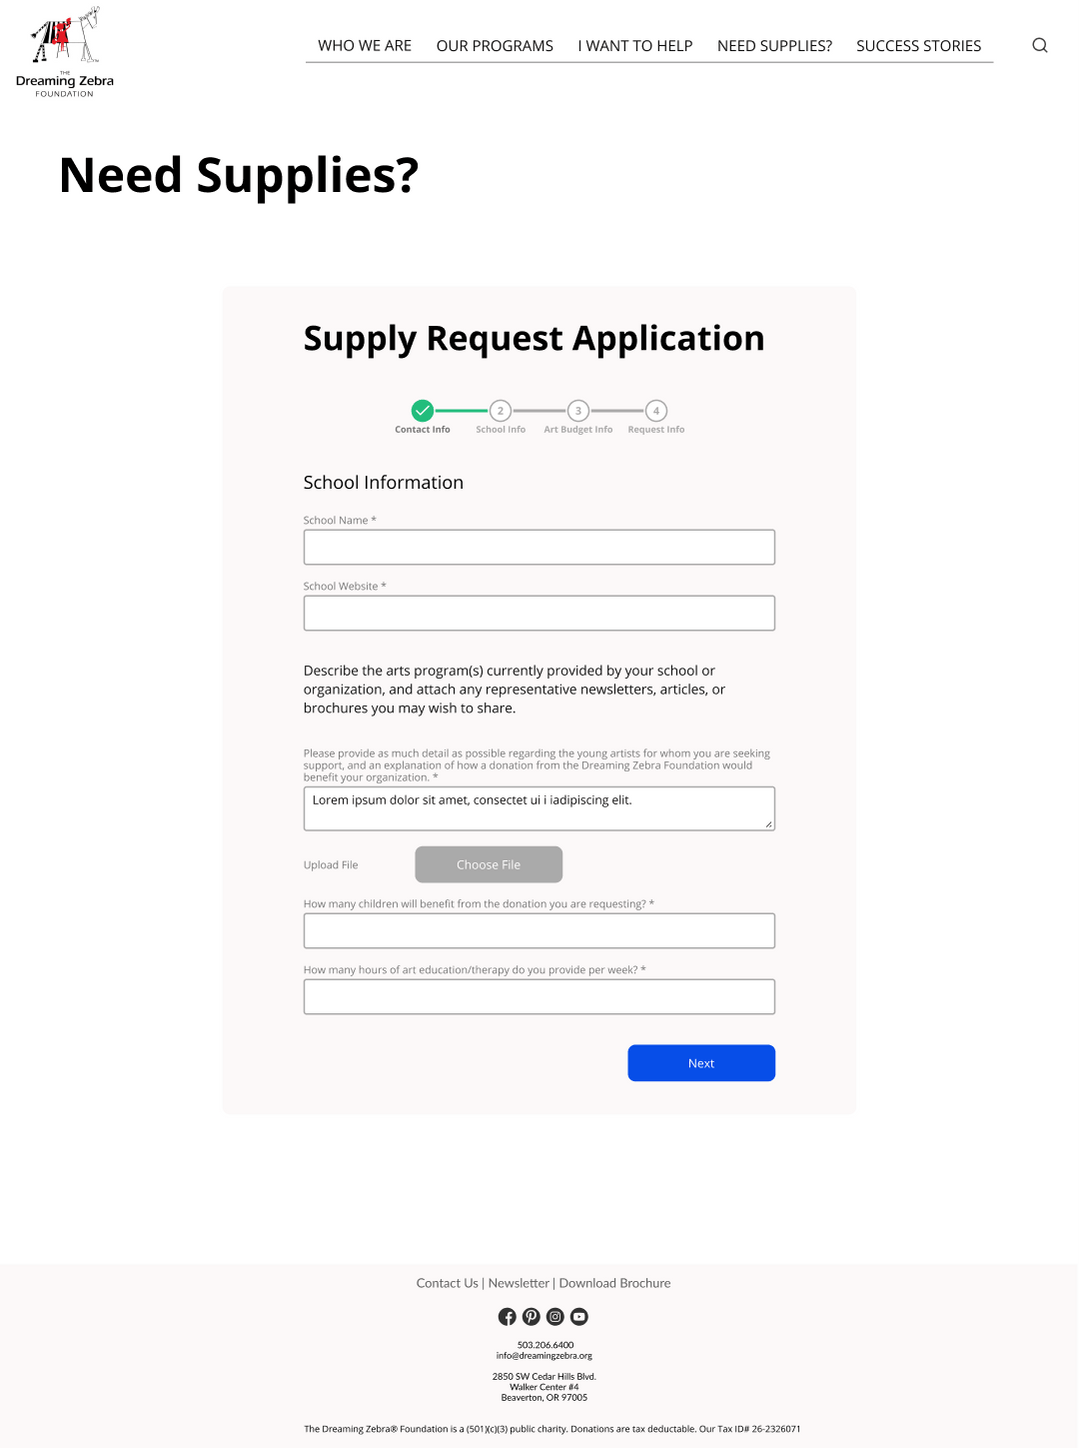 THE
Dreaming Zebra
FOUNDATION
WHO WE ARE OUR PROGRAMS I WANT TO HELP NEED SUPPLIES? SUCCESS STORIES
Need Supplies?
Supply Request Application
2 3 4
Contact Info School Info Art Budget Info Request Info
School Information
School Name *
School Website *
Describe the arts program(s) currently provided by your school or
organization, and attach any representative newsletters, articles, or
brochures you may wish to share.
Please provide as much detail as possible regarding the young artists for whom you are seeking
support, and an explanation of how a donation from the Dreaming Zebra Foundation would
benefit your organization. *
Lorem ipsum dolor sit amet, consectet ui i iadipiscing elit.
Upload File Choose File
How many children will benefit from the donation you are requesting? *
How many hours of art education/therapy do you provide per week? *
Next
Contact Us | Newsletter | Download Brochure
503.206.6400
info@dreamingzebra.org
2850 SW Cedar Hills Blvd.
Walker Center #4
Beaverton, OR 97005
The Dreaming Zebra® Foundation is a (501)(c)(3) public charity. Donations are tax deductable. Our Tax ID# 26-2326071